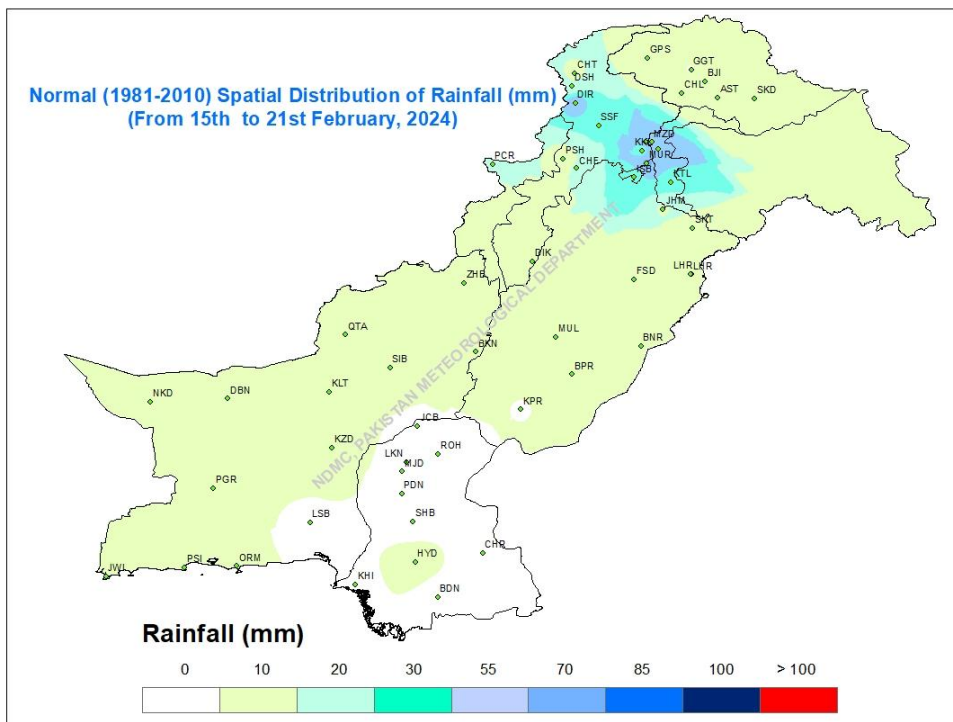 Normal (1981-2010) Spatial Distribution of Rainfall (mm)
(From 15th to 21st February, 2024)
GPS
CHT
GGT
DSH
BJI
CHL
DIR
AST
SKD
SSF
MZD
MUR
PCR
PSH
CHE
ISB
KTL
JHM
SKT
DIK
ZHB
FSD
LHR
LHR
QTA
MUL
BNR
BKN
SIB
BPR
KLT
DBN
NKD
KPR
JCB
KZD
ROH
LKN
MJD
PGR
PDN
LSB
SHB
CHR
HYD
JWI
PSI
ORM
KHI
BDN
NDMC, PAKISTAN METEOROLOGICAL DEPARTMENT
Rainfall (mm)
0 10 20 30 55 70 85 100 > 100